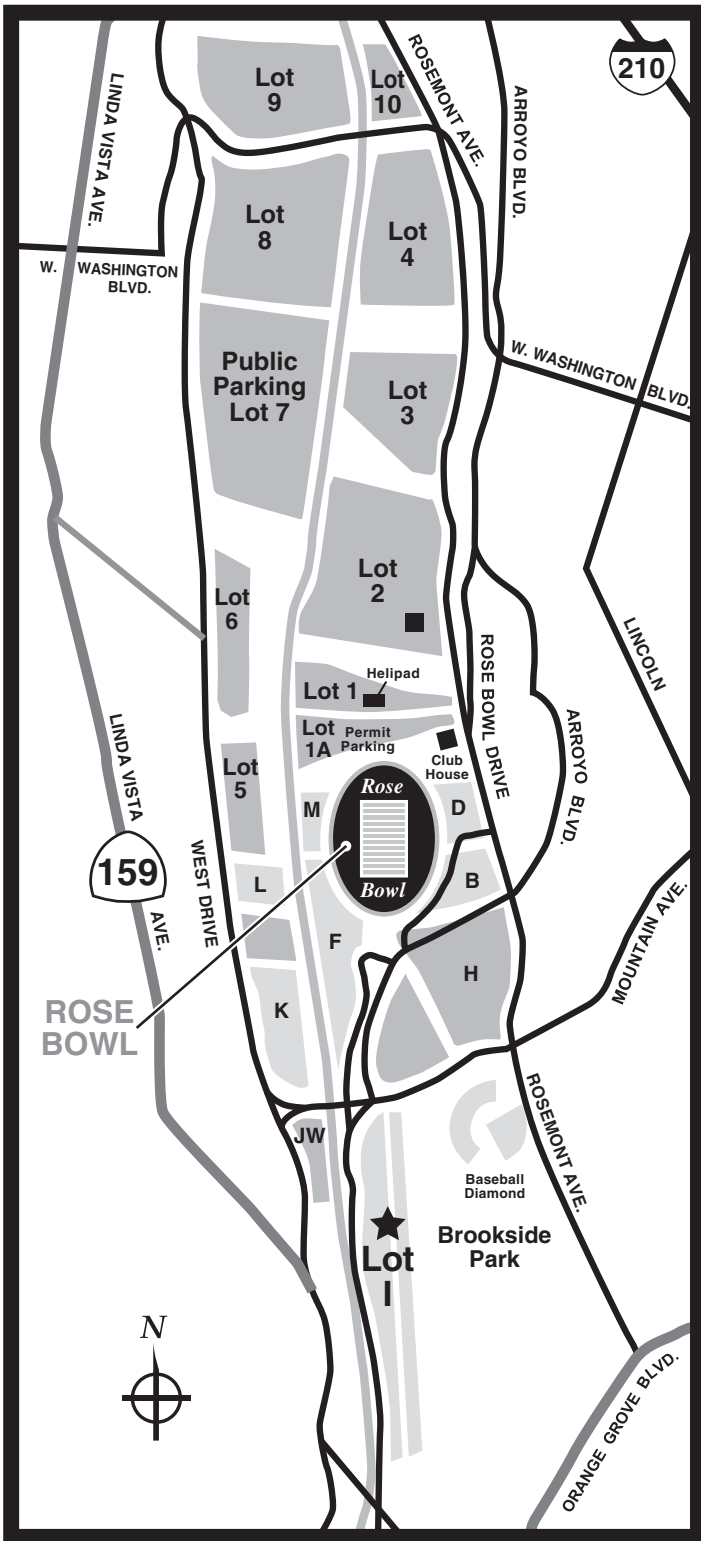 Lot
9
Lot
10
ROSEMONT AVE.
ARROYO BLVD.
210
LINDA VISTA AVE.
Lot
8
Lot
4
W. WASHINGTON
BLVD.
W. WASHINGTON BLVD.
Public
Parking
Lot 7
Lot
3
Lot
2
Lot
6
LINCOLN
ROSE BOWL DRIVE
Helipad
Lot 1
Lot
1A
Permit
Parking
Club
House
ARROYO BLVD.
LINDA VISTA
AVE.
159
Lot
5
Rose
Bowl
M
D
WEST DRIVE
L
B
F
H
K
MOUNTAIN AVE.
ROSE
BOWL
ROSEMONT AVE.
JW
Baseball
Diamond
Brookside
Park
Lot
I
N
ORANGE GROVE BLVD.